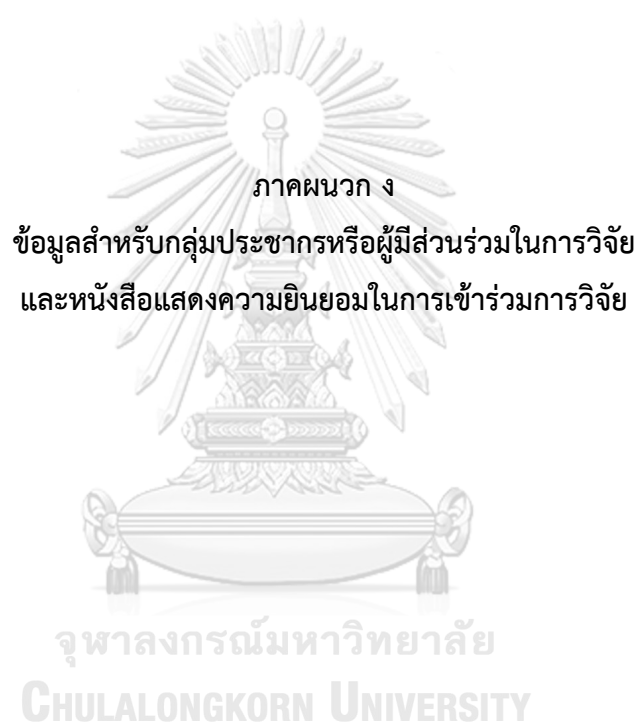 ภาคผนวก ง
ข้อมูลสำหรับกลุ่มประชากรหรือผู้มีส่วนร่วมในการวิจัย
และหนังสือแสดงความยินยอมในการเข้าร่วมการวิจัย
จุฬาลงกรณ์มหาวิทยาลัย
CHULALONGKORN UNIVERSITY